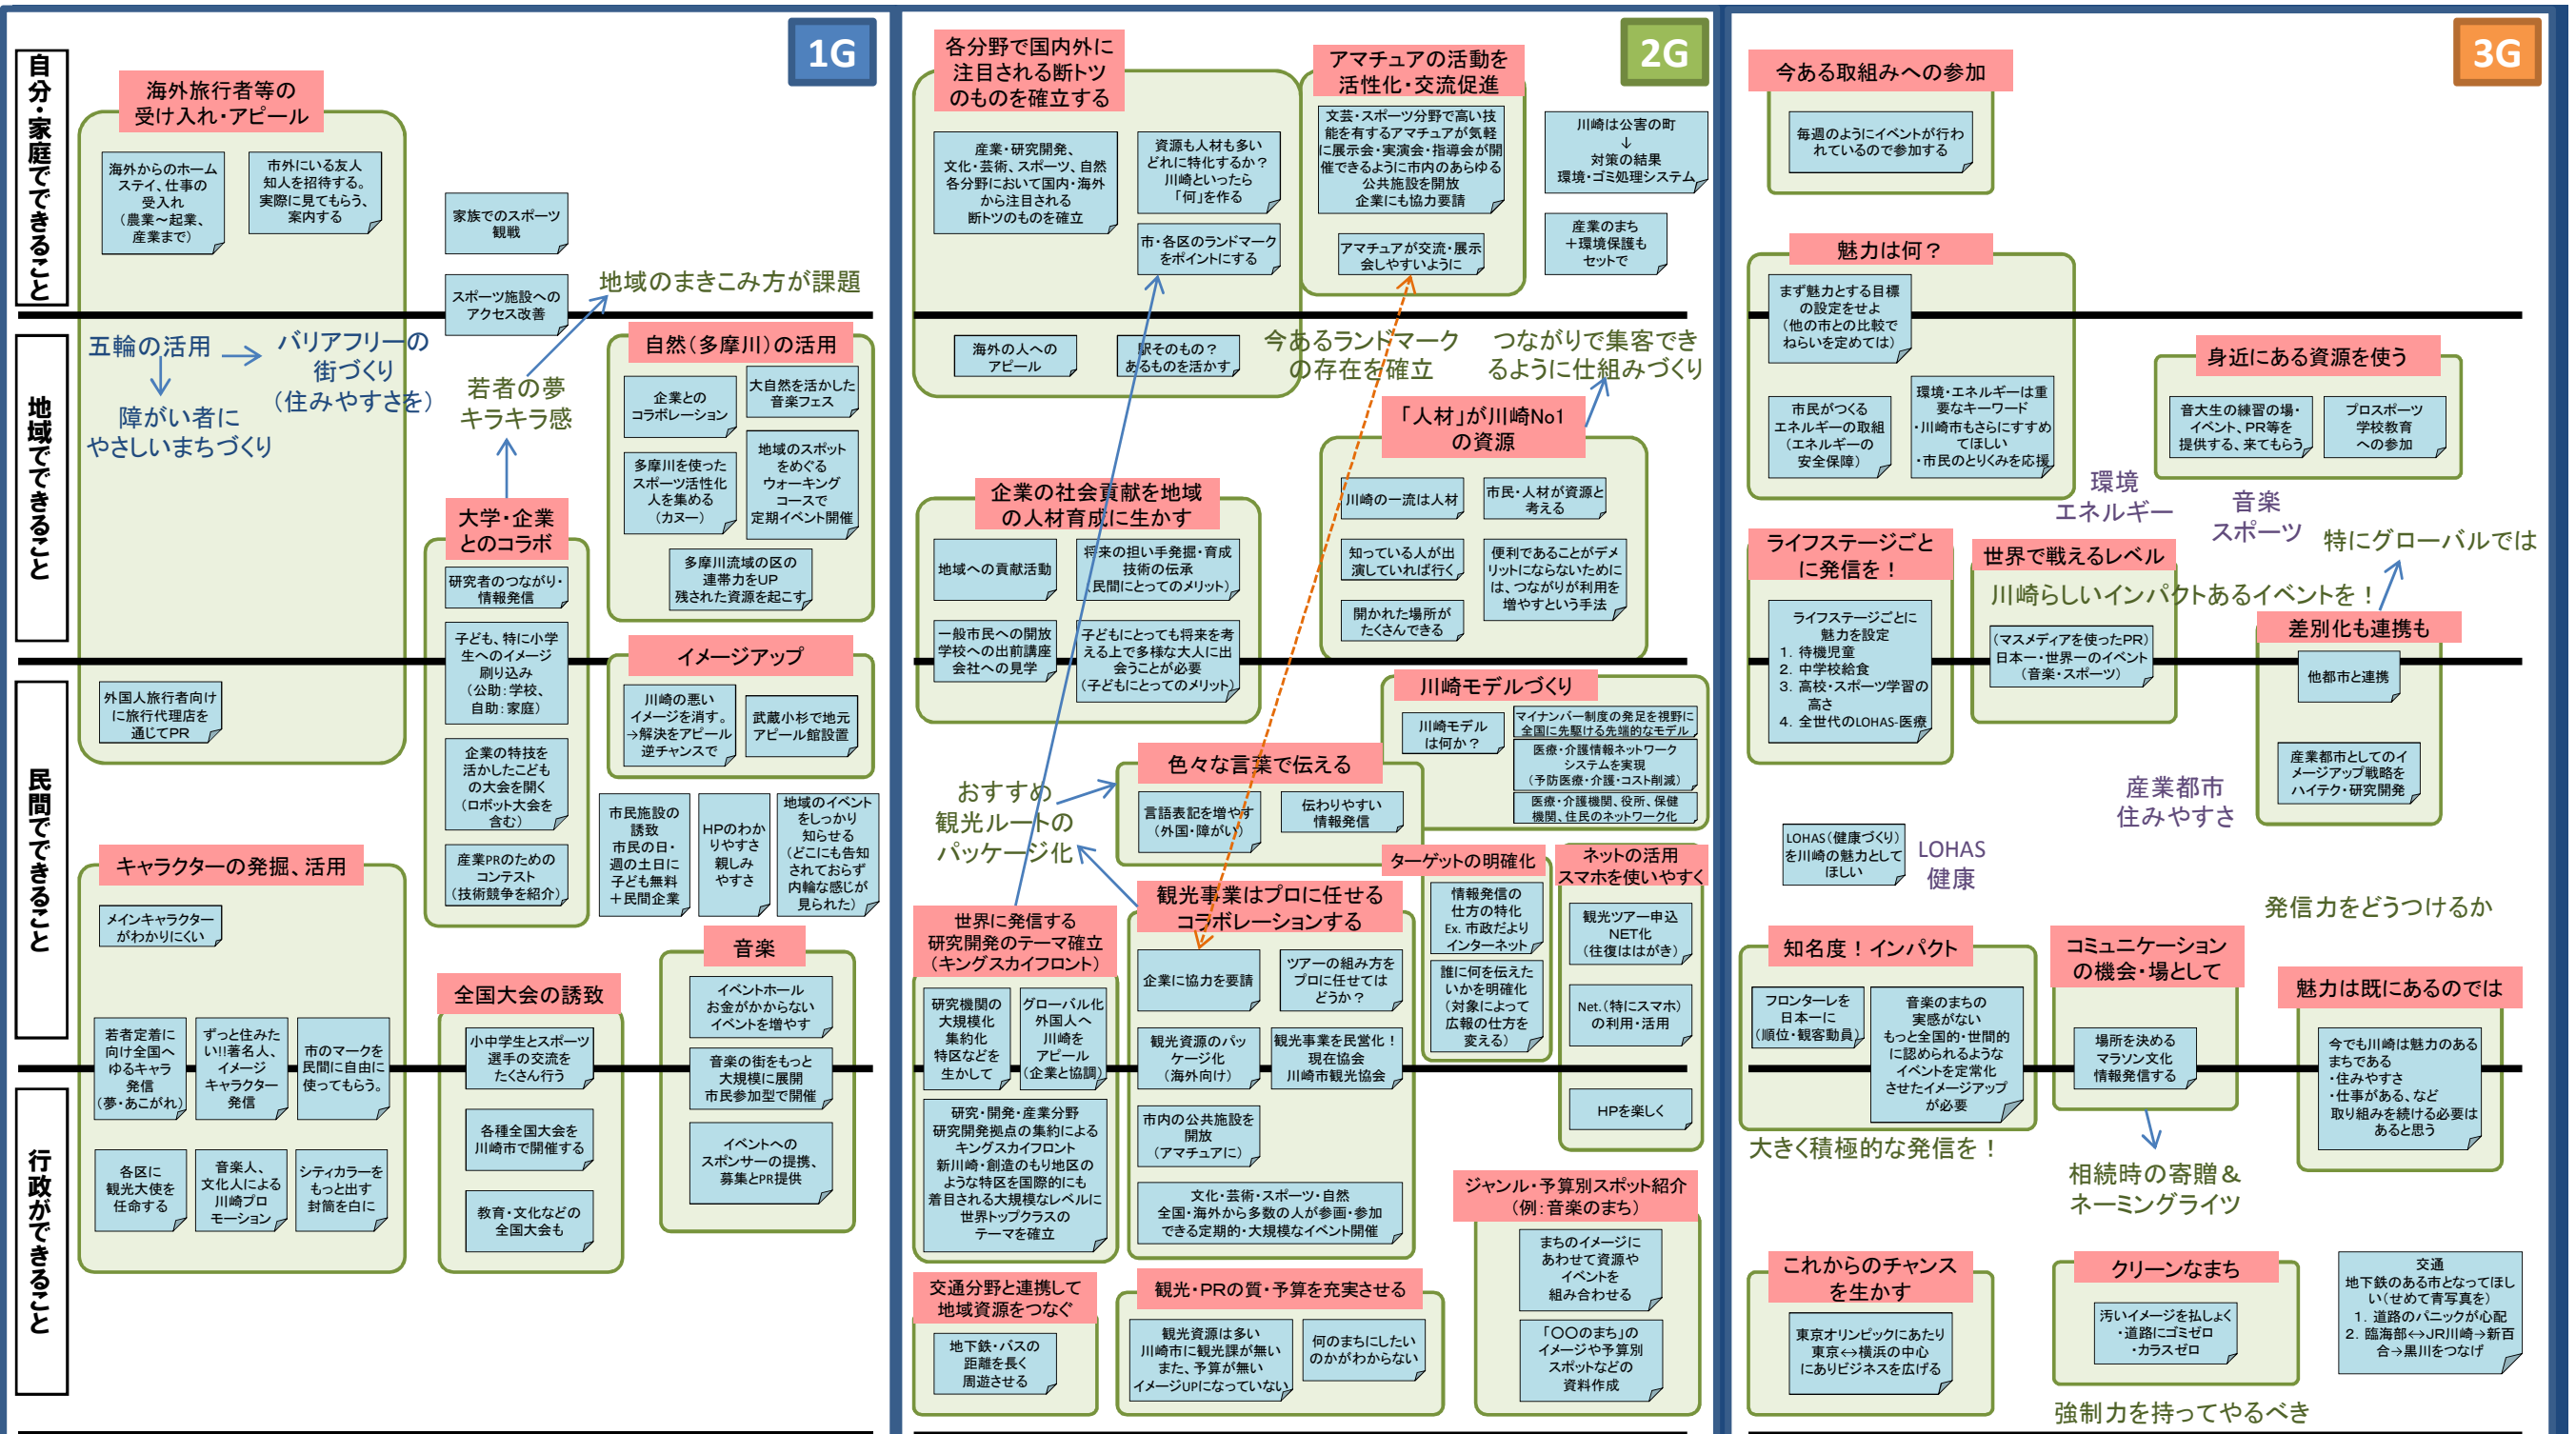 自分・家庭でできること
地域でできること
民間でできること
行政ができること
1G
海外旅行者等の
受け入れ・アピール
海外からのホーム
ステイ、仕事の
受入れ
（農業～起業、
産業まで）
市外にいる友人
知人を招待する。
実際に見てもらう、
案内する
家族でのスポーツ
観戦
スポーツ施設への
アクセス改善
地域のまきこみ方が課題
五輪の活用
バリアフリーの
街づくり
（住みやすさを）
障がい者に
やさしいまちづくり
若者の夢
キラキラ感
自然（多摩川）の活用
企業との
コラボレーション
大自然を活かした
音楽フェス
多摩川を使った
スポーツ活性化
人を集める
（カヌー）
地域のスポット
をめぐる
ウォーキング
コースで
定期イベント開催
多摩川流域の区の
連帯力をUP
残された資源を起こす
大学・企業
とのコラボ
研究者のつながり・
情報発信
子ども、特に小学
生へのイメージ
刷り込み
（公助：学校、
自助：家庭）
企業の特技を
活かしたこども
の大会を開く
（ロボット大会を
含む）
産業PRのための
コンテスト
（技術競争を紹介）
イメージアップ
川崎の悪い
イメージを消す。
→解決をアピール
逆チャンスで
武蔵小杉で地元
アピール館設置
外国人旅行者向け
に旅行代理店を
通じてPR
市民施設の
誘致
市民の日・
週の土日に
子ども無料
＋民間企業
HPのわか
りやすさ
親しみ
やすさ
地域のイベント
をしっかり
知らせる
（どこにも告知
されておらず
内輪な感じが
見られた）
キャラクターの発掘、活用
メインキャラクター
がわかりにくい
若者定着に
向け全国へ
ゆるキャラ
発信
（夢・あこがれ）
ずっと住みた
い!!著名人、
イメージ
キャラクター
発信
市のマークを
民間に自由に
使ってもらう。
各区に
観光大使を
任命する
音楽人、
文化人による
川崎プロ
モーション
シティカラーを
もっと出す
封筒を白に
全国大会の誘致
小中学生とスポーツ
選手の交流を
たくさん行う
各種全国大会を
川崎市で開催する
教育・文化などの
全国大会も
音楽
イベントホール
お金がかからない
イベントを増やす
音楽の街をもっと
大規模に展開
市民参加型で開催
イベントへの
スポンサーの提携、
募集とPR提供
2G
各分野で国内外に
注目される断トツ
のものを確立する
産業・研究開発、
文化・芸術、スポーツ、自然
各分野において国内・海外
から注目される
断トツのものを確立
資源も人材も多い
どれに特化するか？
川崎といったら
「何」を作る
市・各区のランドマーク
をポイントにする
海外の人への
アピール
駅そのもの？
あるものを活かす
アマチュアの活動を
活性化・交流促進
文芸・スポーツ分野で高い技
能を有するアマチュアが気軽
に展示会・実演会・指導会が開
催できるように市内のあらゆる
公共施設を開放
企業にも協力要請
アマチュアが交流・展示
会しやすいように
川崎は公害の町
↓
対策の結果
環境・ゴミ処理システム
産業のまち
＋環境保護も
セットで
今あるランドマーク
の存在を確立
つながりで集客でき
るように仕組みづくり
「人材」が川崎No1
の資源
川崎の一流は人材
市民・人材が資源と
考える
知っている人が出
演していれば行く
便利であることがデメ
リットにならないために
は、つながりが利用を
増やすという手法
開かれた場所が
たくさんできる
企業の社会貢献を地域
の人材育成に生かす
地域への貢献活動
将来の担い手発掘・育成
技術の伝承
（民間にとってのメリット）
一般市民への開放
学校への出前講座
会社への見学
子どもにとっても将来を考
える上で多様な大人に出
会うことが必要
（子どもにとってのメリット）
川崎モデルづくり
川崎モデル
は何か？
マイナンバー制度の発足を視野に
全国に先駆ける先端的なモデル
医療・介護情報ネットワーク
システムを実現
（予防医療・介護・コスト削減）
医療・介護機関、役所、保健
機関、住民のネットワーク化
色々な言葉で伝える
言語表記を増やす
（外国・障がい）
伝わりやすい
情報発信
おすすめ
観光ルートの
パッケージ化
ターゲットの明確化
情報発信の
仕方の特化
Ex. 市政だより
インターネット
誰に何を伝えた
いかを明確化
（対象によって
広報の仕方を
変える）
ネットの活用
スマホを使いやすく
観光ツアー申込
NET化
（往復ははがき）
Net.（特にスマホ）
の利用・活用
HPを楽しく
世界に発信する
研究開発のテーマ確立
（キングスカイフロント）
研究機関の
大規模化
集約化
特区などを
生かして
グローバル化
外国人へ
川崎を
アピール
（企業と協調）
研究・開発・産業分野
研究開発拠点の集約による
キングスカイフロント
新川崎・創造のもり地区の
ような特区を国際的にも
着目される大規模なレベルに
世界トップクラスの
テーマを確立
観光事業はプロに任せる
コラボレーションする
企業に協力を要請
ツアーの組み方を
プロに任せては
どうか？
観光資源のパッ
ケージ化
（海外向け）
観光事業を民営化！
現在協会
川崎市観光協会
市内の公共施設を
開放
（アマチュアに）
文化・芸術・スポーツ・自然
全国・海外から多数の人が参画・参加
できる定期的・大規模なイベント開催
ジャンル・予算別スポット紹介
（例：音楽のまち）
まちのイメージに
あわせて資源や
イベントを
組み合わせる
「〇〇のまち」の
イメージや予算別
スポットなどの
資料作成
交通分野と連携して
地域資源をつなぐ
地下鉄・バスの
距離を長く
周遊させる
観光・PRの質・予算を充実させる
観光資源は多い
川崎市に観光課が無い
また、予算が無い
イメージUPになっていない
何のまちにしたい
のかがわからない
3G
今ある取組みへの参加
毎週のようにイベントが行わ
れているので参加する
魅力は何？
まず魅力とする目標
の設定をせよ
（他の市との比較で
ねらいを定めては）
市民がつくる
エネルギーの取組
（エネルギーの
安全保障）
環境・エネルギーは重
要なキーワード
・川崎市もさらにすすめ
てほしい
・市民のとりくみを応援
身近にある資源を使う
音大生の練習の場・
イベント、PR等を
提供する、来てもらう
プロスポーツ
学校教育
への参加
環境
エネルギー
音楽
スポーツ
特にグローバルでは
ライフステージごと
に発信を！
ライフステージごとに
魅力を設定
1. 待機児童
2. 中学校給食
3. 高校・スポーツ学習の
高さ
4. 全世代のLOHAS-医療
世界で戦えるレベル
川崎らしいインパクトあるイベントを！
（マスメディアを使ったPR）
日本一・世界一のイベント
（音楽・スポーツ）
差別化も連携も
他都市と連携
産業都市としてのイ
メージアップ戦略を
ハイテク・研究開発
産業都市
住みやすさ
LOHAS（健康づくり）
を川崎の魅力として
ほしい
LOHAS
健康
発信力をどうつけるか
知名度！インパクト
フロンターレを
日本一に
（順位・観客動員）
音楽のまちの
実感がない
もっと全国的・世間的
に認められるような
イベントを定常化
させたイメージアップ
が必要
大きく積極的な発信を！
コミュニケーション
の機会・場として
場所を決める
マラソン文化
情報発信する
相続時の寄贈＆
ネーミングライツ
魅力は既にあるのでは
今でも川崎は魅力のある
まちである
・住みやすさ
・仕事がある、など
取り組みを続ける必要は
あると思う
これからのチャンス
を生かす
東京オリンピックにあたり
東京↔横浜の中心
にありビジネスを広げる
クリーンなまち
汚いイメージを払しょく
・道路にゴミゼロ
・カラスゼロ
強制力を持ってやるべき
交通
地下鉄のある市となってほし
い（せめて青写真を）
1. 道路のパニックが心配
2. 臨海部↔JR川崎→新百
合→黒川をつなげ